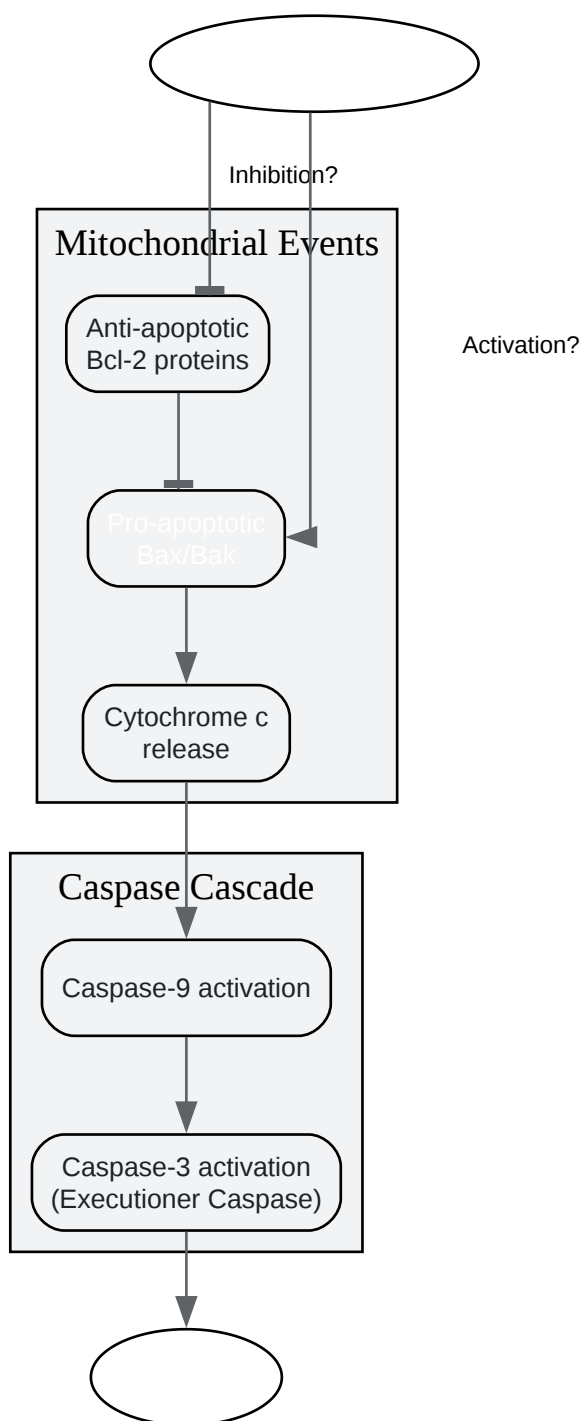 Inhibition?
Mitochondrial Events
Anti-apoptotic
Bcl-2 proteins
Activation?
Pro-apoptotic
Bax/Bak
Cytochrome c
release
Caspase Cascade
Caspase-9 activation
Caspase-3 activation
(Executioner Caspase)